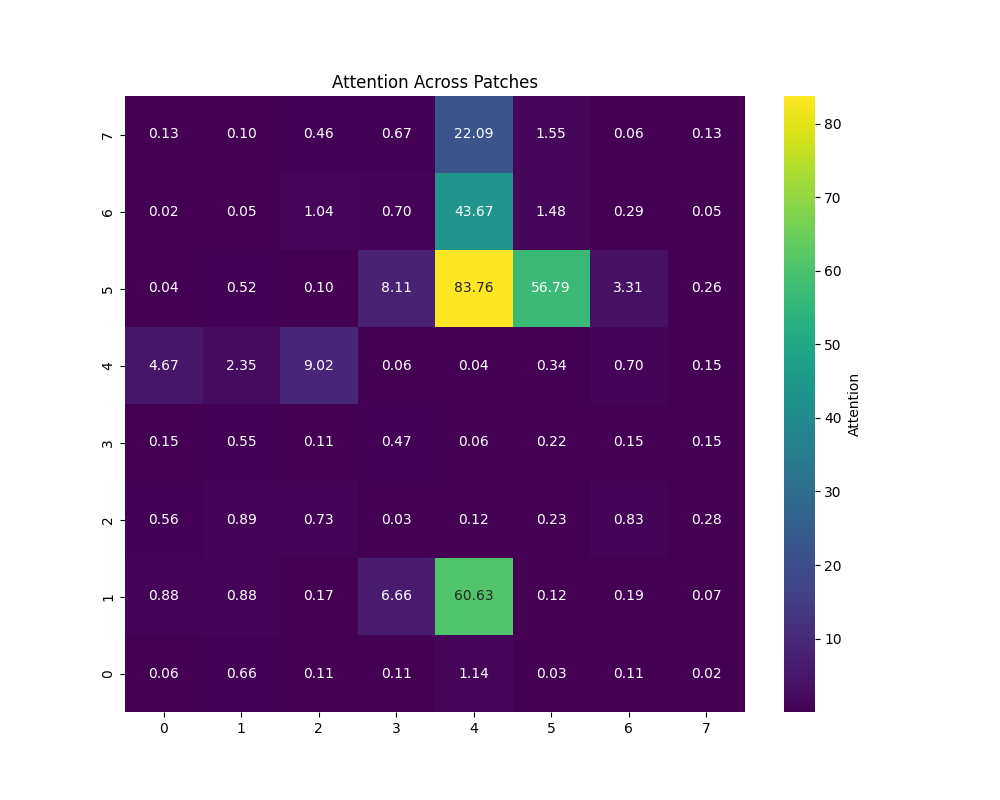 Attention Across Patches
7 0.13 0.10 0.46 0.67 22.09 1.55 0.06 0.13
6 0.02 0.05 1.04 0.70 43.67 1.48 0.29 0.05
5 0.04 0.52 0.10 8.11 83.76 56.79 3.31 0.26
4 4.67 2.35 9.02 0.06 0.04 0.34 0.70 0.15
3 0.15 0.55 0.11 0.47 0.06 0.22 0.15 0.15
2 0.56 0.89 0.73 0.03 0.12 0.23 0.83 0.28
1 0.88 0.88 0.17 6.66 60.63 0.12 0.19 0.07
0 0.06 0.66 0.11 0.11 1.14 0.03 0.11 0.02
0 1 2 3 4 5 6 7
80
70
60
50
40
30
20
10
Attention